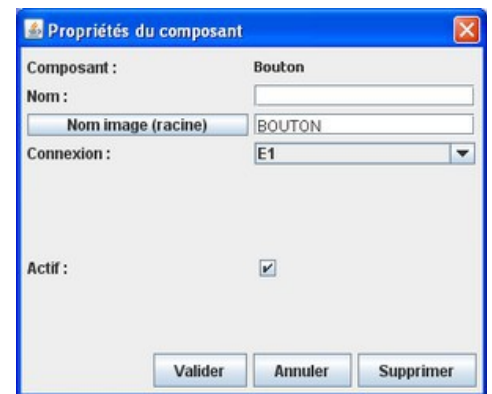 Propriétés du composant
Composant : Bouton
Nom :
Nom image (racine) BOUTON
Connexion : E1
Actif :
Valider Annuler Supprimer